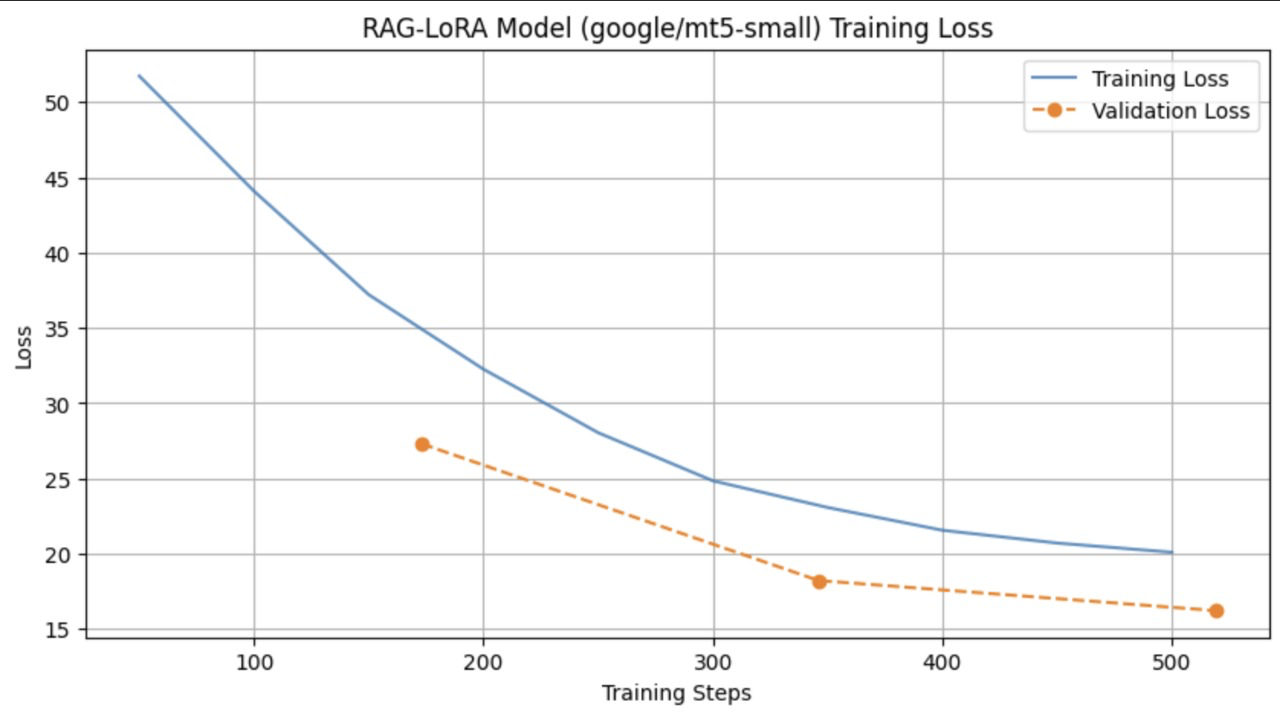 RAG-LoRA Model (google/mt5-small) Training Loss
Training Loss
Validation Loss
50
45
40
35
30
25
20
15
Loss
100 200 300 400 500
Training Steps